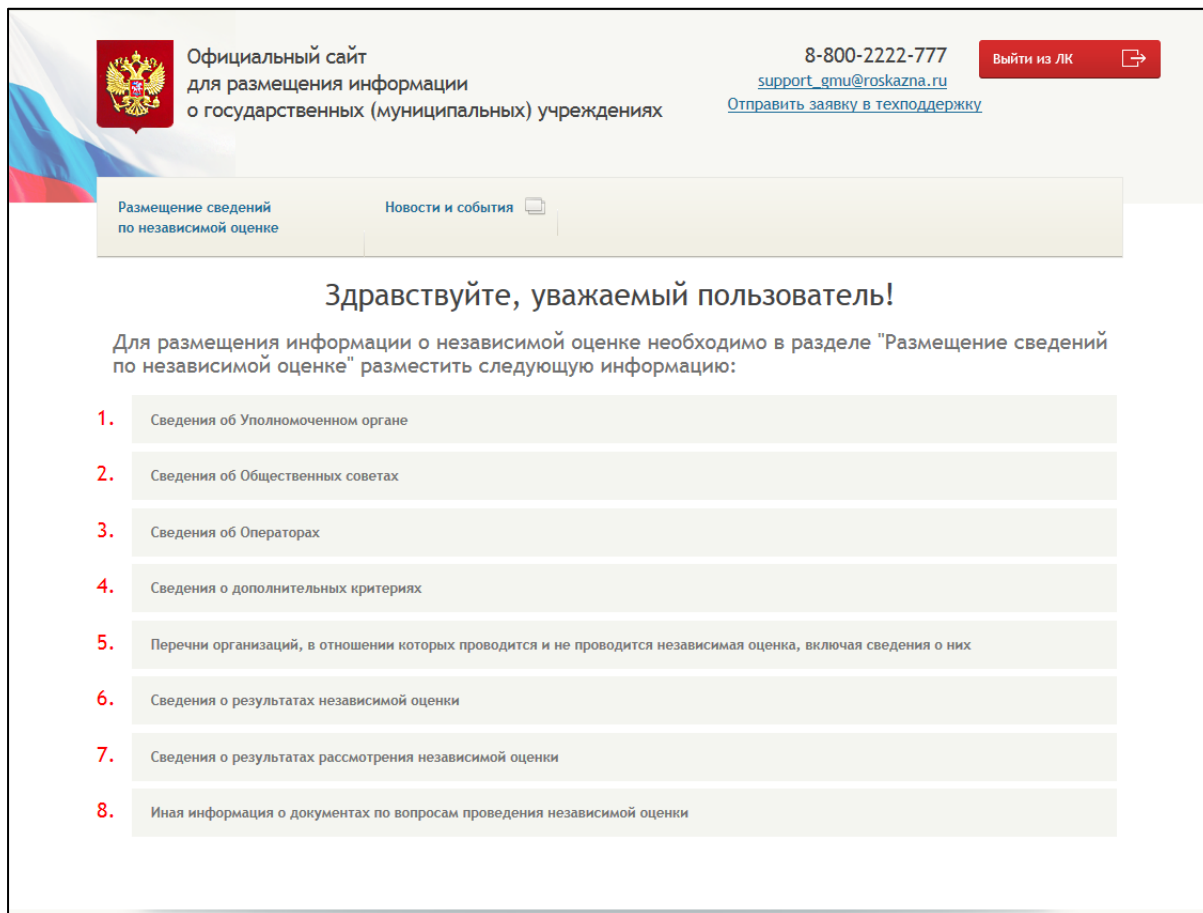 Официальный сайт
для размещения информации
о государственных (муниципальных) учреждениях
8-800-2222-777
support_gmu@roskazna.ru
Отправить заявку в техподдержку
Выйти из ЛК
Размещение сведений
по независимой оценке
Новости и события
Здравствуйте, уважаемый пользователь!
Для размещения информации о независимой оценке необходимо в разделе "Размещение сведений
по независимой оценке" разместить следующую информацию:
1. Сведения об Уполномоченном органе
2. Сведения об Общественных советах
3. Сведения об Операторах
4. Сведения о дополнительных критериях
5. Перечни организаций, в отношении которых проводится и не проводится независимая оценка, включая сведения о них
6. Сведения о результатах независимой оценки
7. Сведения о результатах рассмотрения независимой оценки
8. Иная информация о документах по вопросам проведения независимой оценки